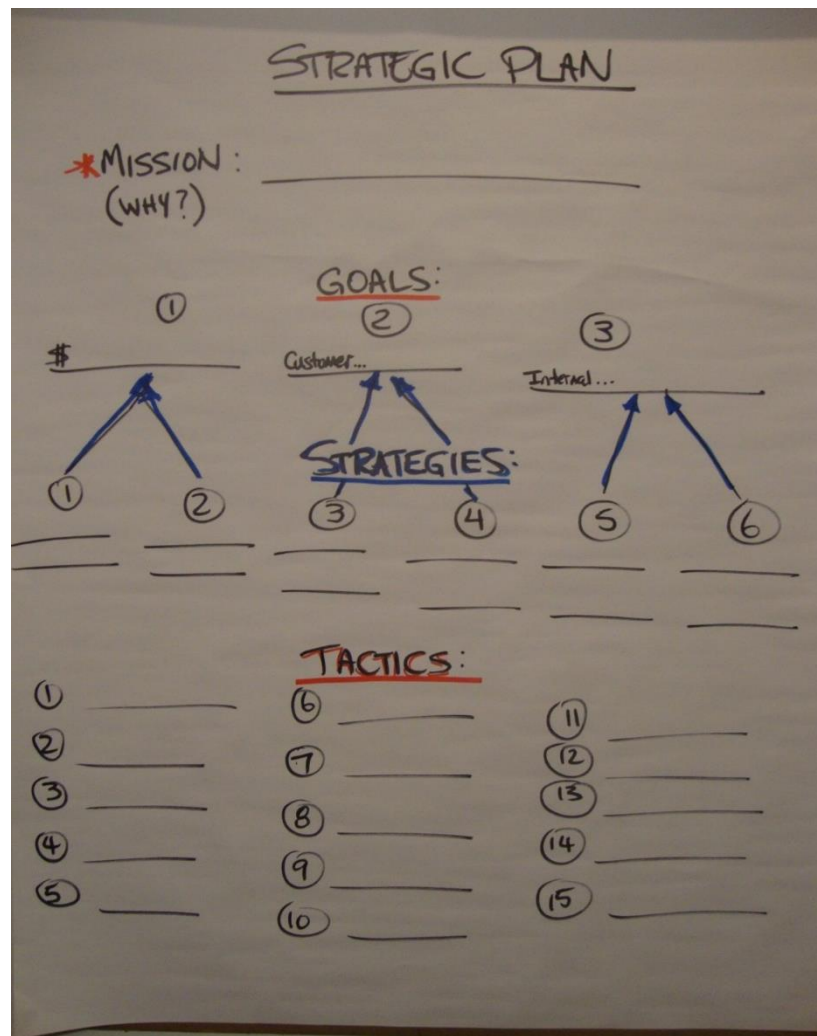 STRATEGIC PLAN
*MISSION:
(WHY?)
GOALS:
① ② ③
$ Customer... Internal...
STRATEGIES:
① ② ③ ④ ⑤ ⑥
TACTICS:
① ⑥ ⑪
② ⑦ ⑫
③ ⑧ ⑬
④ ⑨ ⑭
⑤ ⑩ ⑮